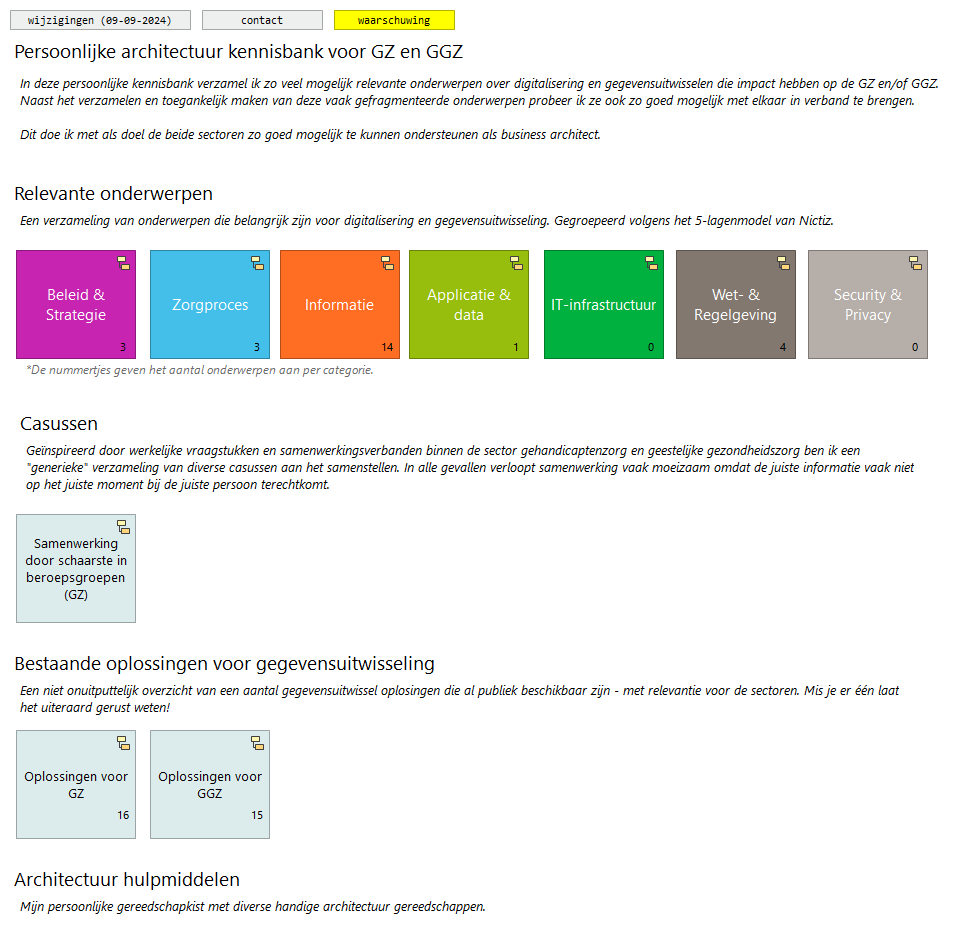 wijzigingen (09-09-2024)
contact
waarschuwing
Persoonlijke architectuur kennisbank voor GZ en GGZ
In deze persoonlijke kennisbank verzamel ik zo veel mogelijk relevante onderwerpen over digitalisering en gegevensuitwisselen die impact hebben op de GZ en/of GGZ.
Naast het verzamelen en toegankelijk maken van deze vaak gefragmenteerde onderwerpen probeer ik ze ook zo goed mogelijk met elkaar in verband te brengen.
Dit doe ik met als doel de beide sectoren zo goed mogelijk te kunnen ondersteunen als business architect.
Relevante onderwerpen
Een verzameling van onderwerpen die belangrijk zijn voor digitalisering en gegevensuitwisseling. Gegroepeerd volgens het 5-lagenmodel van Nictiz.
Beleid &
Strategie
3
Zorgproces
3
Informatie
14
Applicatie &
data
1
IT-infrastructuur
0
Wet- &
Regelgeving
4
Security &
Privacy
0
*De nummertjes geven het aantal onderwerpen aan per categorie.
Casussen
Geïnspireerd door werkelijke vraagstukken en samenwerkingsverbanden binnen de sector gehandicaptenzorg en geestelijke gezondheidszorg ben ik een
"generieke" verzameling van diverse casussen aan het samenstellen. In alle gevallen verloopt samenwerking vaak moeizaam omdat de juiste informatie vaak niet
op het juiste moment bij de juiste persoon terechtkomt.
Samenwerking
door schaarste in
beroepsgroepen
(GZ)
Bestaande oplossingen voor gegevensuitwisseling
Een niet onuitputtelijk overzicht van een aantal gegevensuitwissel oplosingen die al publiek beschikbaar zijn - met relevantie voor de sectoren. Mis je er één laat
het uiteraard gerust weten!
Oplossingen voor
GZ
16
Oplossingen voor
GGZ
15
Architectuur hulpmiddelen
Mijn persoonlijke gereedschapkist met diverse handige architectuur gereedschappen.